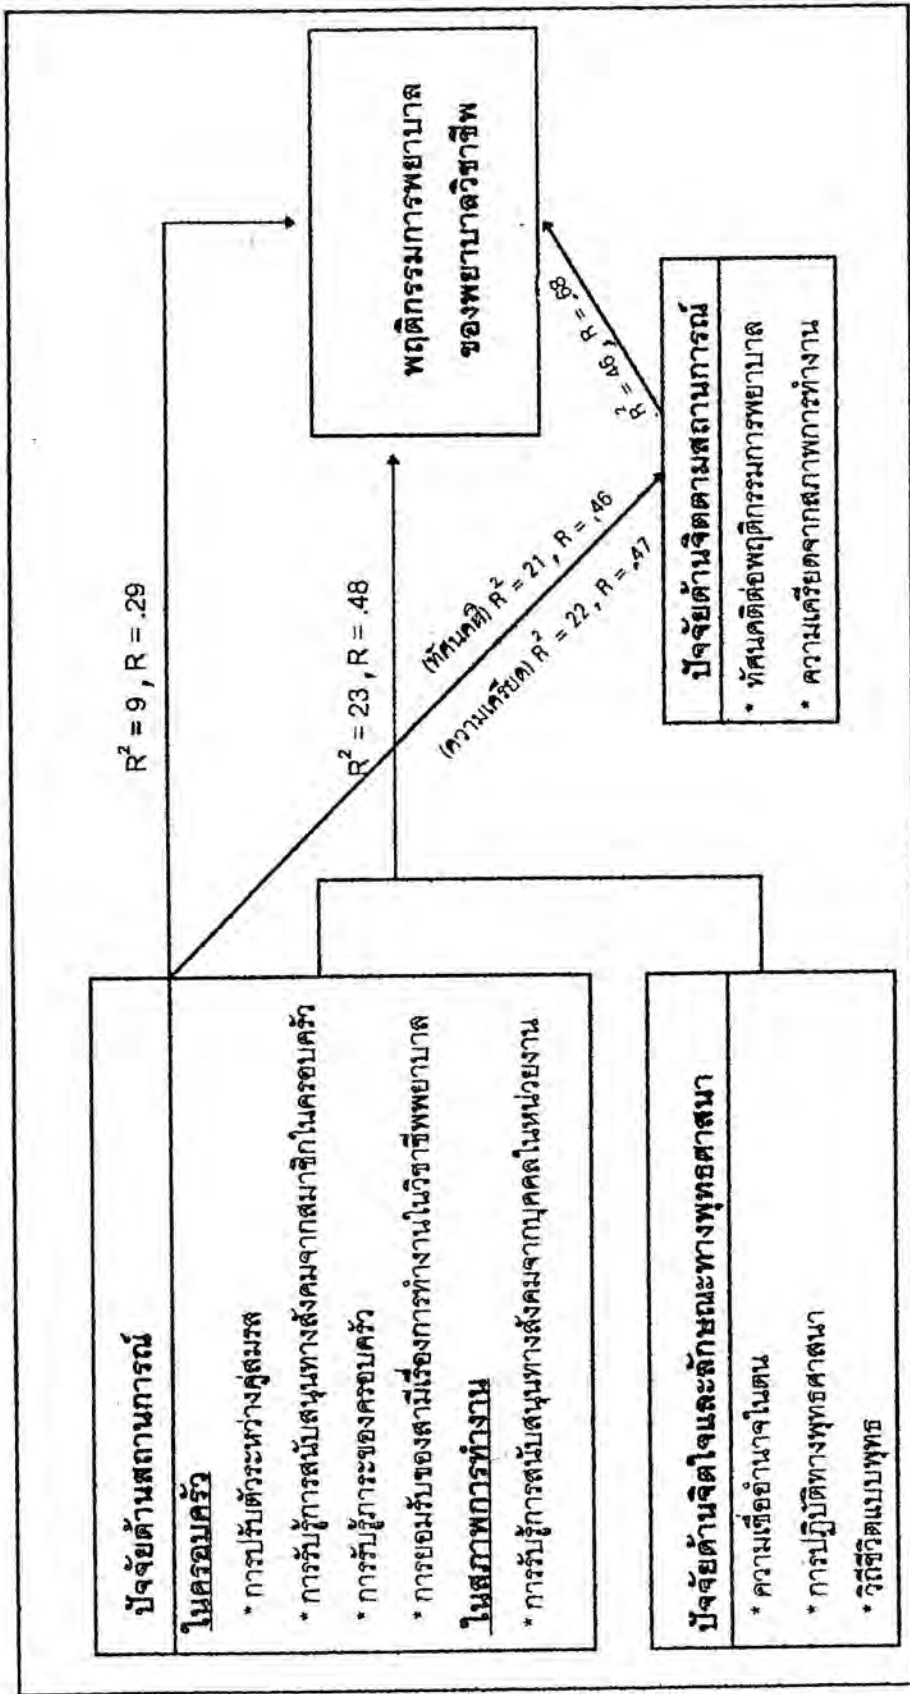 ปัจจัยด้านสถานการณ์
ในครอบครัว
* การปรับตัวระหว่างคู่สมรส
* การรับรู้การสนับสนุนทางสังคมจากสมาชิกในครอบครัว
* การรับรู้ภาระของครอบครัว
* การยอมรับของสามีเรื่องการทำงานในวิชาชีพพยาบาล
ในสภาพการทำงาน
* การรับรู้การสนับสนุนทางสังคมจากบุคคลในหน่วยงาน
ปัจจัยด้านจิตใจและลักษณะทางพุทธศาสนา
* ความเชื่ออำนาจในตน
* การปฏิบัติทางพุทธศาสนา
* วิถีชีวิตแบบพุทธ
R² = 9 , R = .29
R² = 23 , R = .48
(ทัศนคติ) R² = 21 , R = .46
(ความเครียด) R² = 22 , R = .47
R² = 46 , R = .68
พฤติกรรมการพยาบาล
ของพยาบาลวิชาชีพ
ปัจจัยด้านจิตตามสถานการณ์
* ทัศนคติต่อพฤติกรรมการพยาบาล
* ความเครียดจากสภาพการทำงาน